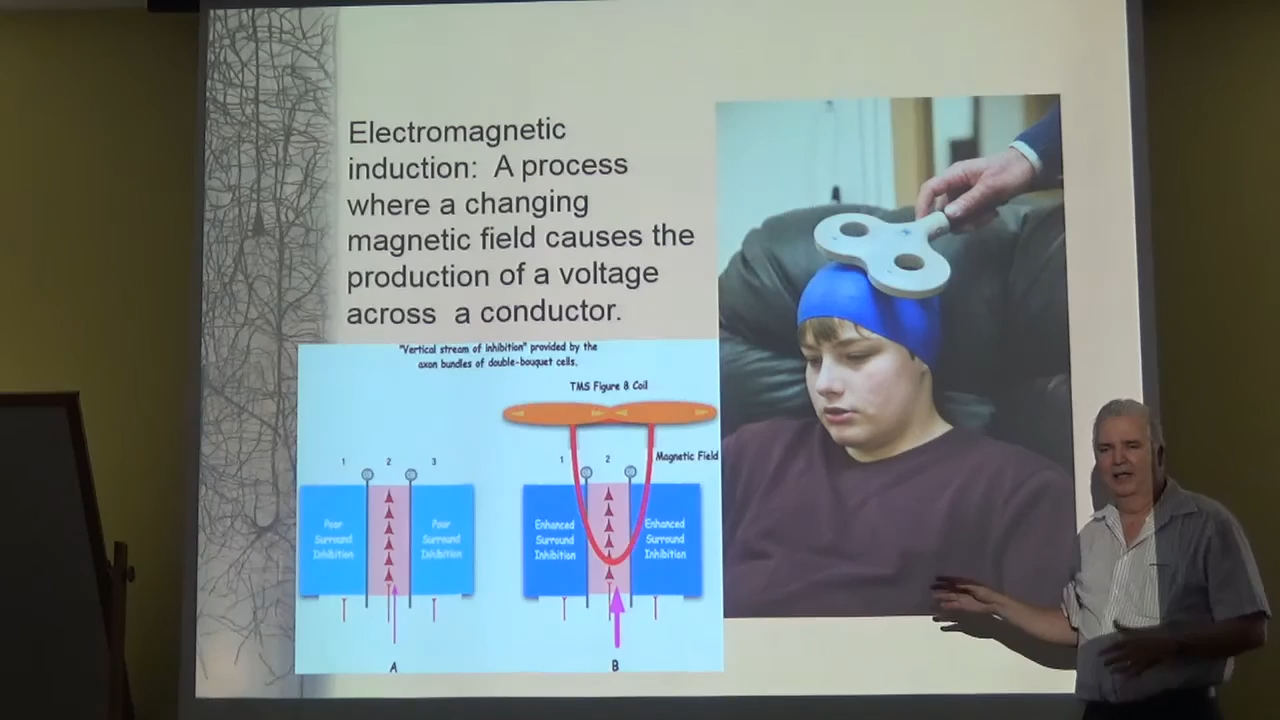 Electromagnetic
induction:  A process
where a changing
magnetic field causes the
production of a voltage
across  a conductor.
"Vertical stream of inhibition" provided by the
axon bundles of double-bouquet cells.
TMS Figure 8 Coil
Magnetic Field
1 2 3
1 2
Poor
Surround
Inhibition
Poor
Surround
Inhibition
Enhanced
Surround
Inhibition
Enhanced
Surround
Inhibition
A
B